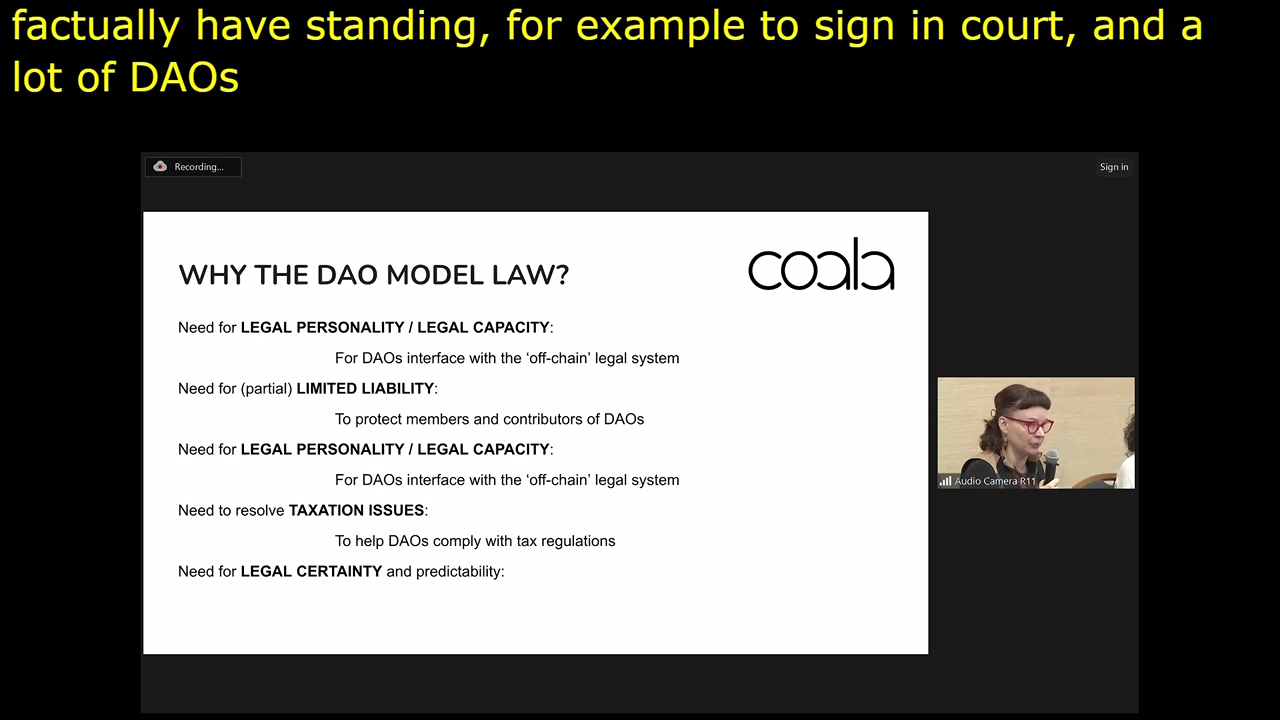 factually have standing, for example to sign in court, and a
lot of DAOs
Recording...
Sign in
WHY THE DAO MODEL LAW?
coala
Need for LEGAL PERSONALITY / LEGAL CAPACITY:
For DAOs interface with the ‘off-chain’ legal system
Need for (partial) LIMITED LIABILITY:
To protect members and contributors of DAOs
Need for LEGAL PERSONALITY / LEGAL CAPACITY:
For DAOs interface with the ‘off-chain’ legal system
Need to resolve TAXATION ISSUES:
To help DAOs comply with tax regulations
Need for LEGAL CERTAINTY and predictability:
Audio Camera R11